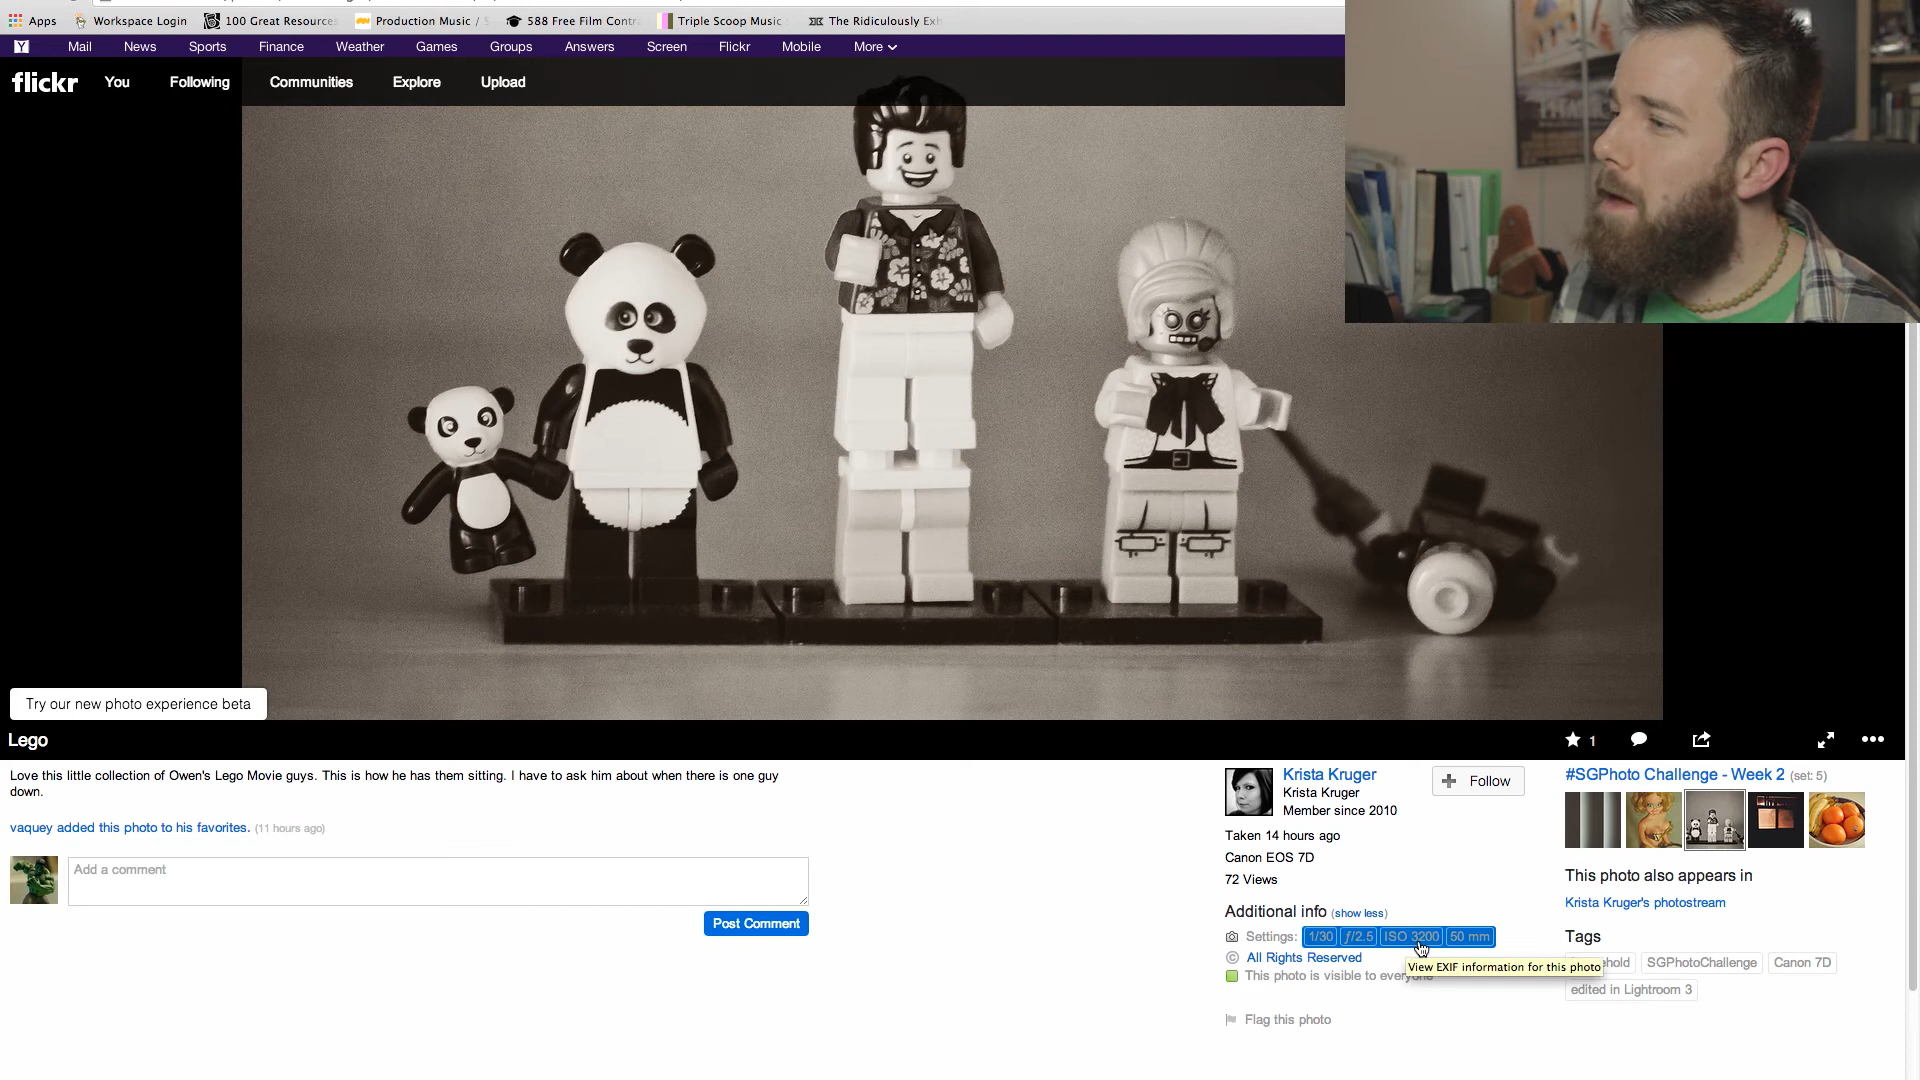 Apps Workspace Login 100 Great Resources Production Music / S 588 Free Film Contra Triple Scoop Music The Ridiculously Exh
Y Mail News Sports Finance Weather Games Groups Answers Screen Flickr Mobile More
flickr You Following Communities Explore Upload
Try our new photo experience beta
Lego
1
Love this little collection of Owen's Lego Movie guys. This is how he has them sitting. I have to ask him about when there is one guy
down.
vaquey added this photo to his favorites. (11 hours ago)
Add a comment
Post Comment
Krista Kruger
Krista Kruger
Member since 2010
Follow
Taken 14 hours ago
Canon EOS 7D
72 Views
Additional info (show less)
Settings: 1/30 ƒ/2.5 ISO 3200 50 mm
© All Rights Reserved
View EXIF information for this photo
This photo is visible to everyone
Flag this photo
#SGPhoto Challenge - Week 2 (set: 5)
This photo also appears in
Krista Kruger's photostream
Tags
ehold SGPhotoChallenge Canon 7D
edited in Lightroom 3